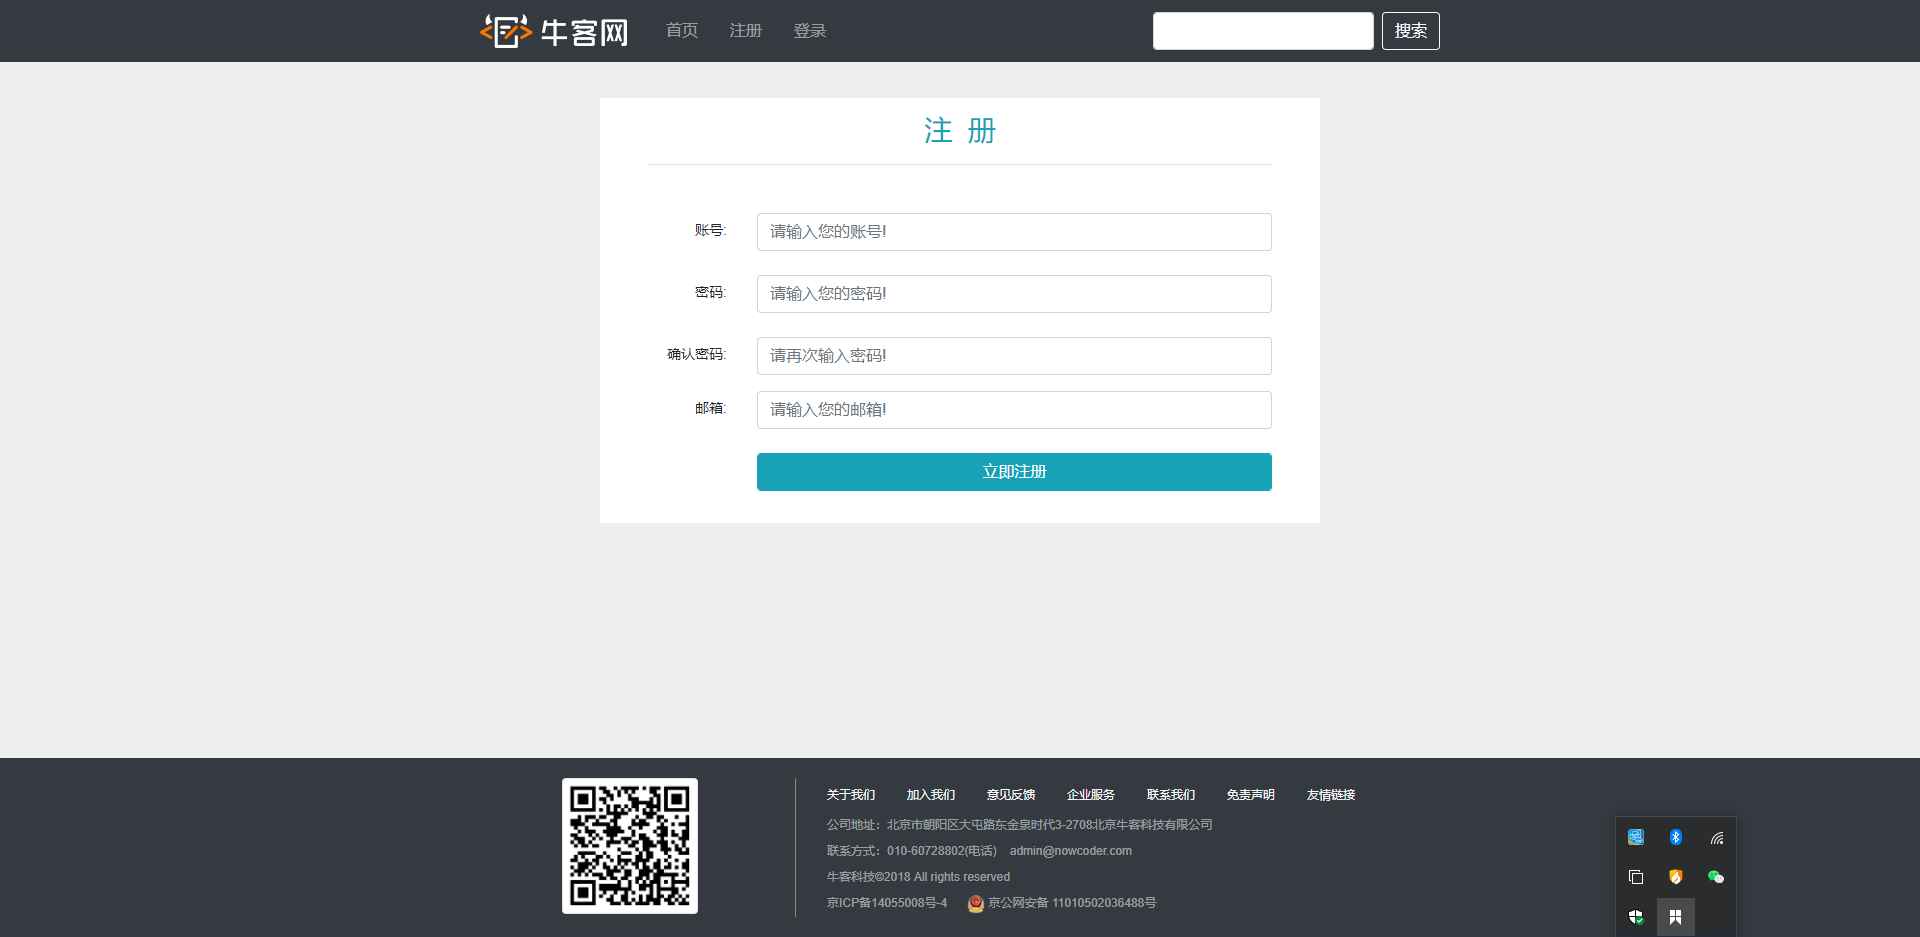 牛客网 首页 注册 登录 搜索
注 册
账号: 请输入您的账号!
密码: 请输入您的密码!
确认密码: 请再次输入密码!
邮箱: 请输入您的邮箱!
立即注册
关于我们 加入我们 意见反馈 企业服务 联系我们 免责声明 友情链接
公司地址：北京市朝阳区大屯路东金泉时代3-2708北京牛客科技有限公司
联系方式：010-60728802(电话) admin@nowcoder.com
牛客科技©2018 All rights reserved
京ICP备14055008号-4 京公网安备 11010502036488号